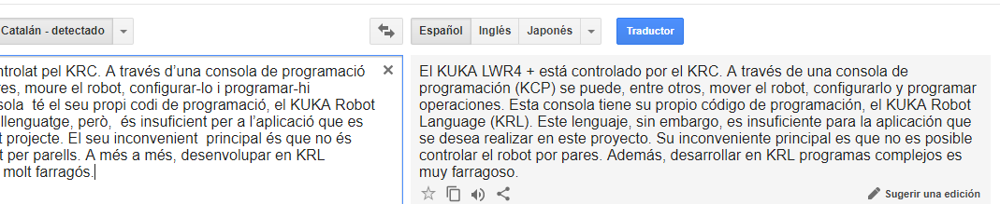 Catalán - detectado
Español Inglés Japonés Traductor
ntrolat pel KRC. A través d'una consola de programació
res, moure el robot, configurar-lo i programar-hi
sola té el seu propi codi de programació, el KUKA Robot
llenguatge, però, és insuficient per a l'aplicació que es
t projecte. El seu inconvenient principal és que no és
t per parells. A més a més, desenvolupar en KRL
molt farragós.
El KUKA LWR4 + está controlado por el KRC. A través de una consola de
programación (KCP) se puede, entre otros, mover el robot, configurarlo y programar
operaciones. Esta consola tiene su propio código de programación, el KUKA Robot
Language (KRL). Este lenguaje, sin embargo, es insuficiente para la aplicación que
se desea realizar en este projecto. Su inconveniente principal es que no es posible
controlar el robot por pares. Además, desarrollar en KRL programas complejos es
muy farragoso.
Sugerir una edición